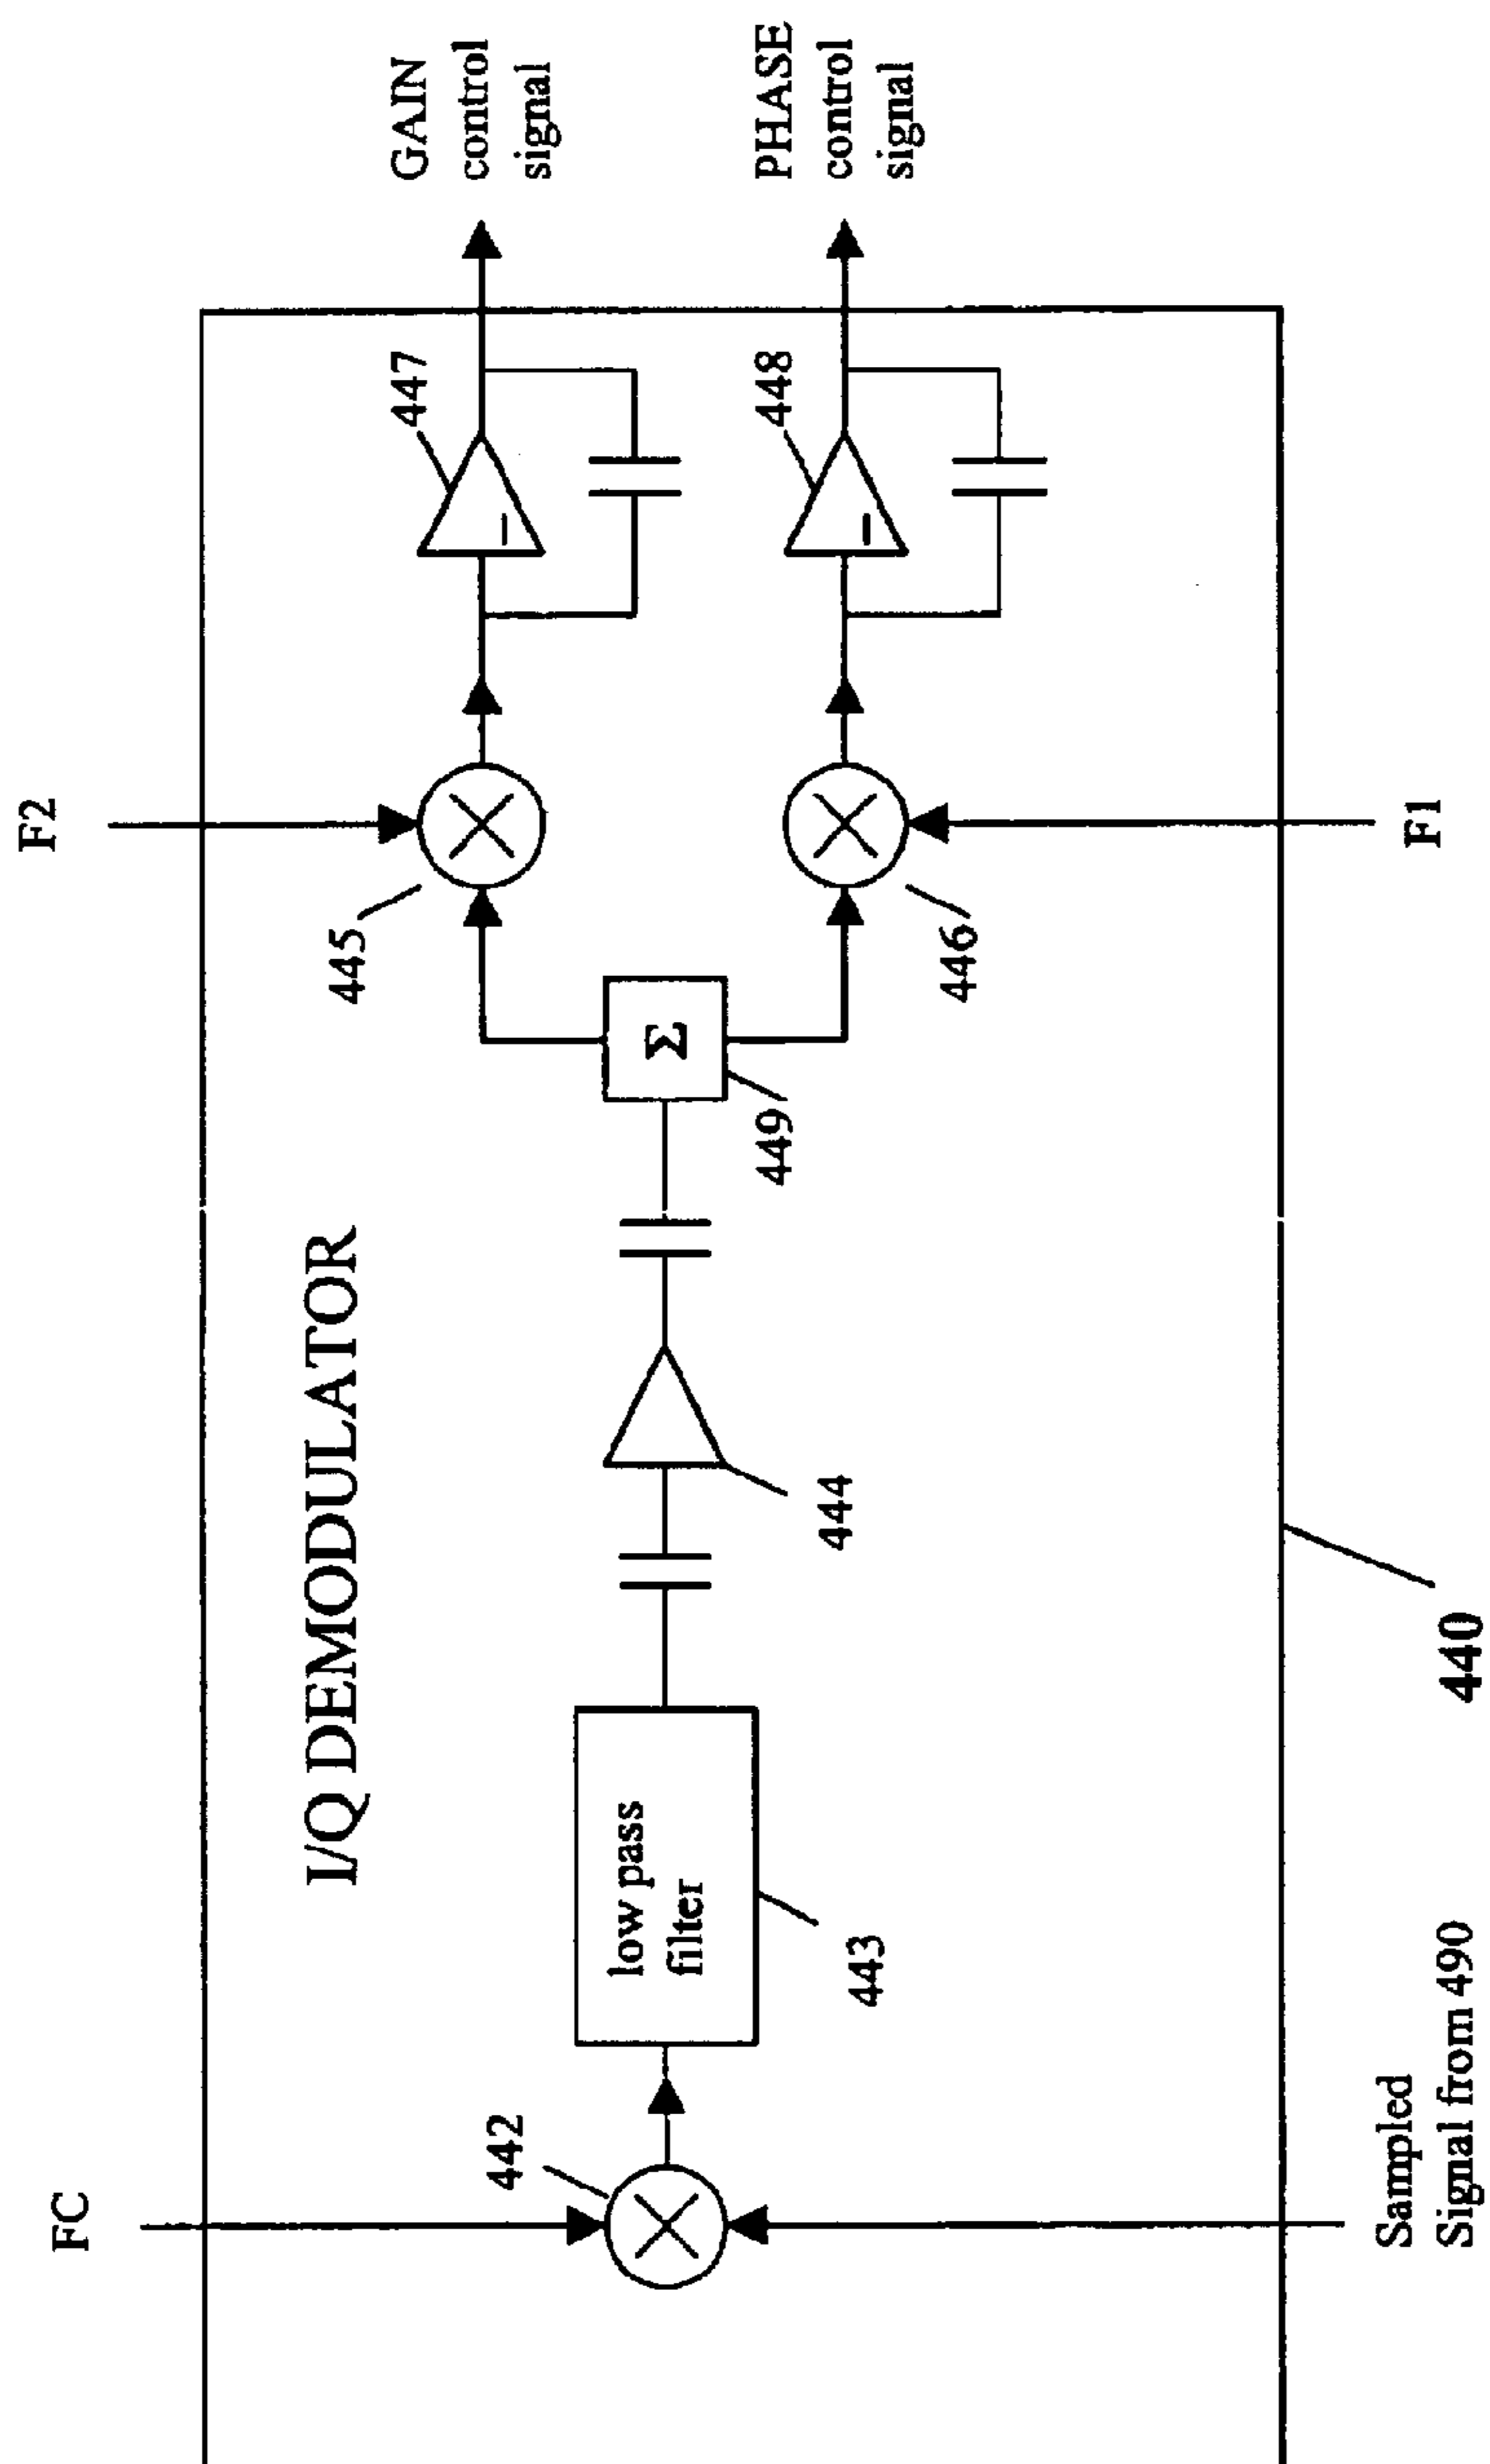 I/Q DEMODULATOR
FC
442
Sampled
Signal from 490
low pass
filter
443
444
449
Σ
F2
445
446
F1
447
448
GAIN
control
signal
PHASE
control
signal
440